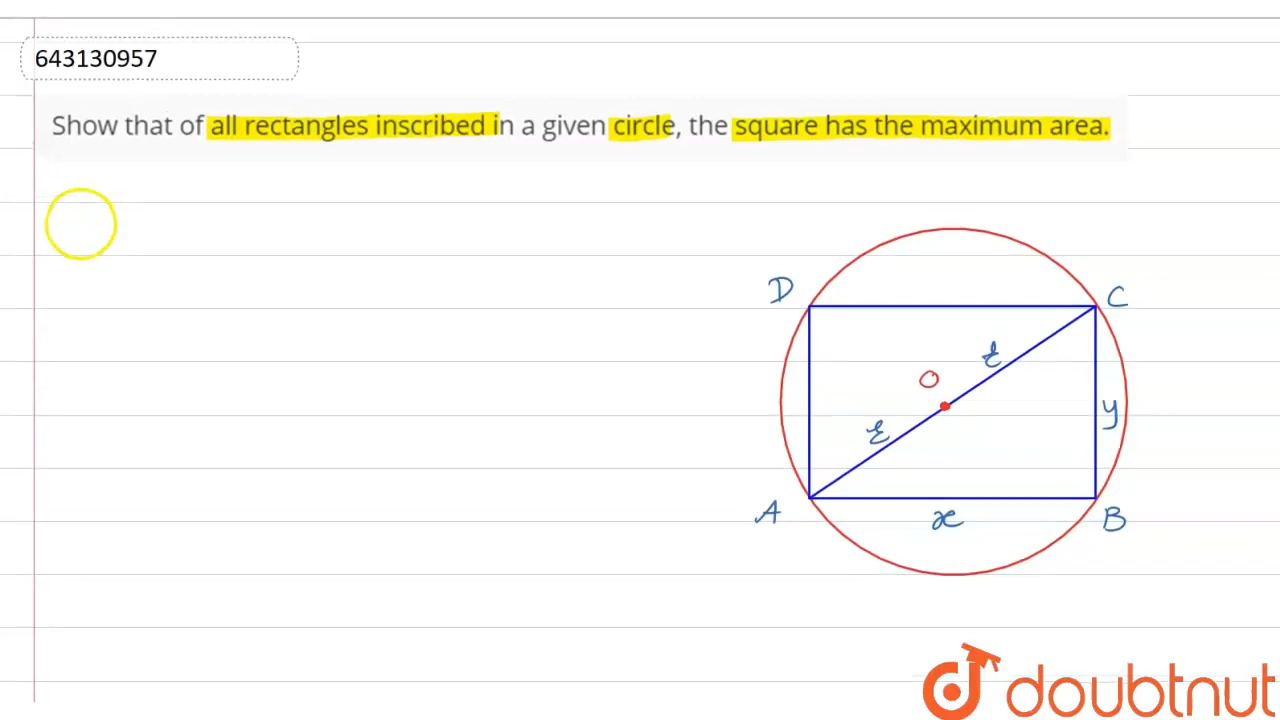 643130957
Show that of all rectangles inscribed in a given circle, the square has the maximum area.
D
C
r
O
r
y
A
x
B
doubtnut